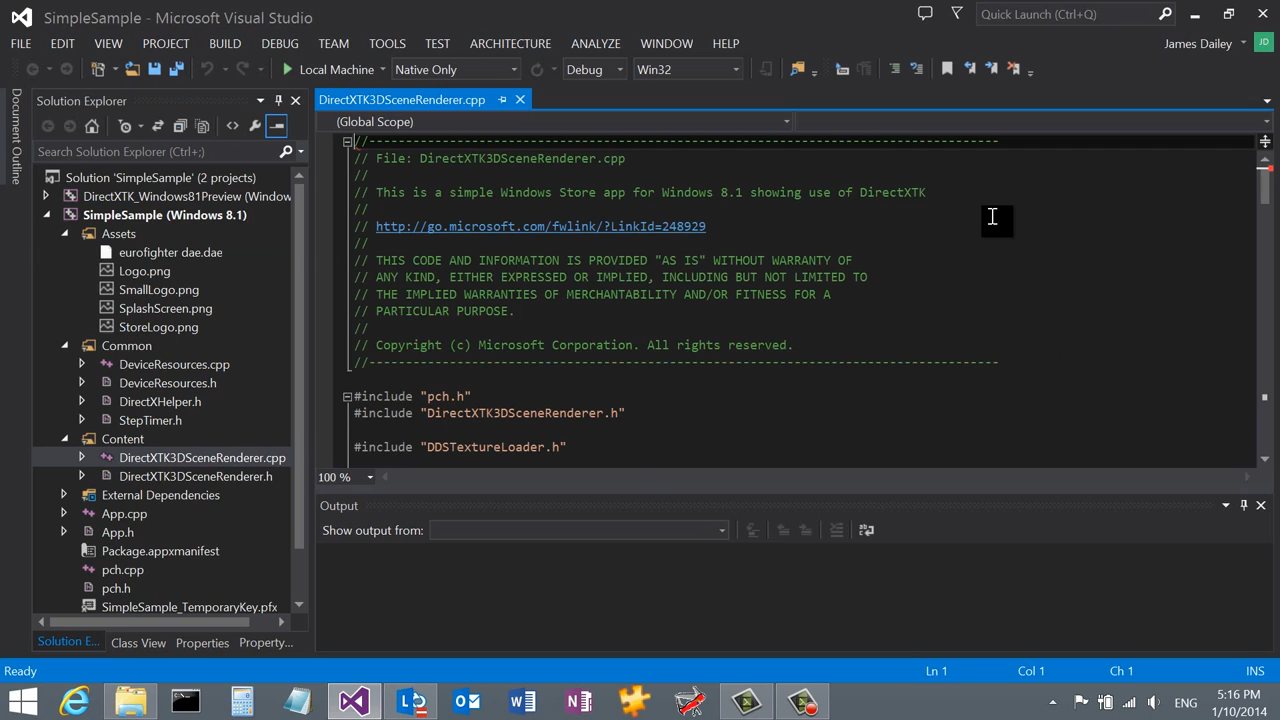 SimpleSample - Microsoft Visual Studio
Quick Launch (Ctrl+Q)
FILE EDIT VIEW PROJECT BUILD DEBUG TEAM TOOLS TEST ARCHITECTURE ANALYZE WINDOW HELP
James Dailey
JD
Local Machine
Native Only
Debug
Win32
Document Outline
Solution Explorer
Search Solution Explorer (Ctrl+;)
Solution 'SimpleSample' (2 projects)
DirectXTK_Windows81Preview (Window
SimpleSample (Windows 8.1)
Assets
eurofighter dae.dae
Logo.png
SmallLogo.png
SplashScreen.png
StoreLogo.png
Common
DeviceResources.cpp
DeviceResources.h
DirectXHelper.h
StepTimer.h
Content
DirectXTK3DSceneRenderer.cpp
DirectXTK3DSceneRenderer.h
External Dependencies
App.cpp
App.h
Package.appxmanifest
pch.cpp
pch.h
SimpleSample_TemporaryKey.pfx
Solution E... Class View Properties Property...
DirectXTK3DSceneRenderer.cpp
(Global Scope)
//--------------------------------------------------------------------------------------
// File: DirectXTK3DSceneRenderer.cpp
//
// This is a simple Windows Store app for Windows 8.1 showing use of DirectXTK
//
// http://go.microsoft.com/fwlink/?LinkId=248929
//
// THIS CODE AND INFORMATION IS PROVIDED "AS IS" WITHOUT WARRANTY OF
// ANY KIND, EITHER EXPRESSED OR IMPLIED, INCLUDING BUT NOT LIMITED TO
// THE IMPLIED WARRANTIES OF MERCHANTABILITY AND/OR FITNESS FOR A
// PARTICULAR PURPOSE.
//
// Copyright (c) Microsoft Corporation. All rights reserved.
//--------------------------------------------------------------------------------------
#include "pch.h"
#include "DirectXTK3DSceneRenderer.h"
#include "DDSTextureLoader.h"
100 %
Output
Show output from:
Ready
Ln 1
Col 1
Ch 1
INS
ENG
5:16 PM
1/10/2014